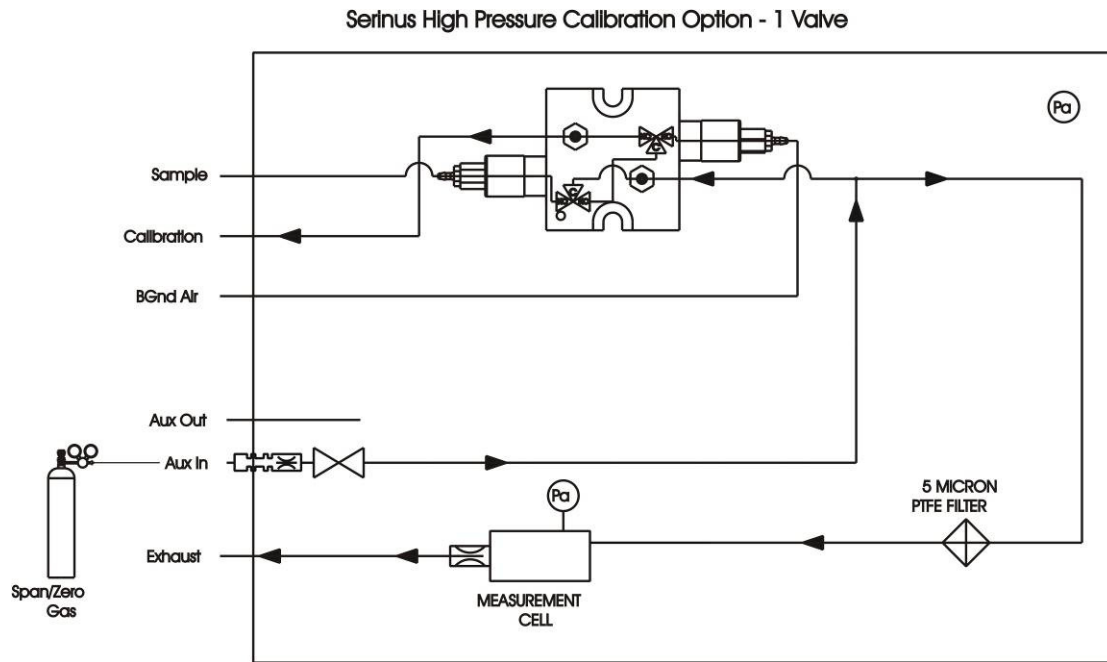 Serinus High Pressure Calibration Option - 1 Valve
Pa
Sample
Calibration
BGnd Air
Aux Out
Aux In
Span/Zero
Gas
Exhaust
Pa
MEASUREMENT
CELL
5 MICRON
PTFE FILTER
C
C
O